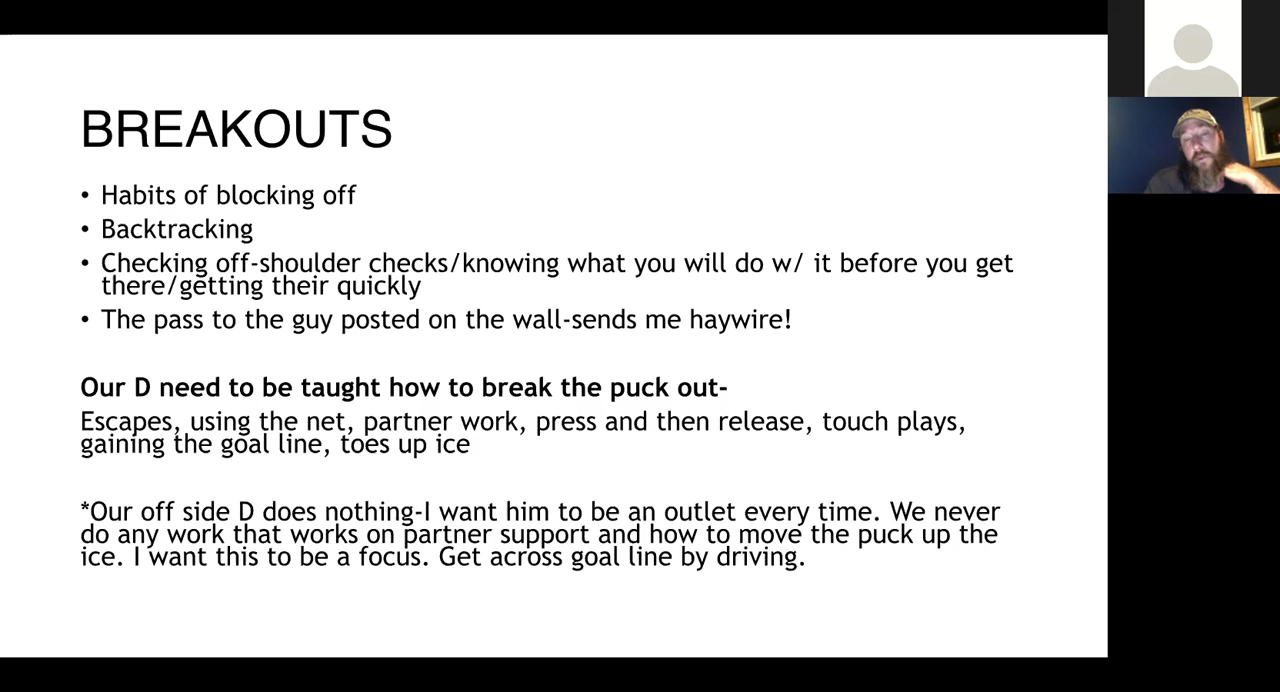 BREAKOUTS
• Habits of blocking off
• Backtracking
• Checking off-shoulder checks/knowing what you will do w/ it before you get
there/getting their quickly
• The pass to the guy posted on the wall-sends me haywire!
Our D need to be taught how to break the puck out-
Escapes, using the net, partner work, press and then release, touch plays,
gaining the goal line, toes up ice
*Our off side D does nothing-I want him to be an outlet every time. We never
do any work that works on partner support and how to move the puck up the
ice. I want this to be a focus. Get across goal line by driving.